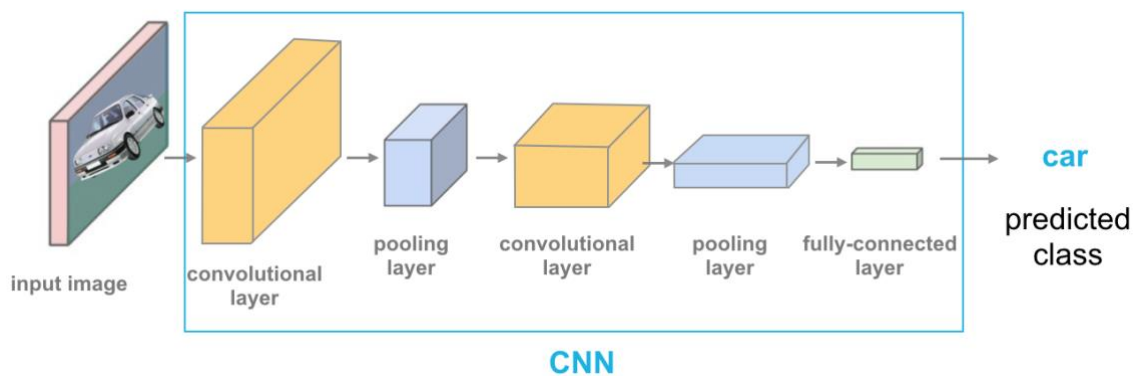 input image
convolutional
layer
pooling
layer
convolutional
layer
pooling
layer
fully-connected
layer
car
predicted
class
CNN